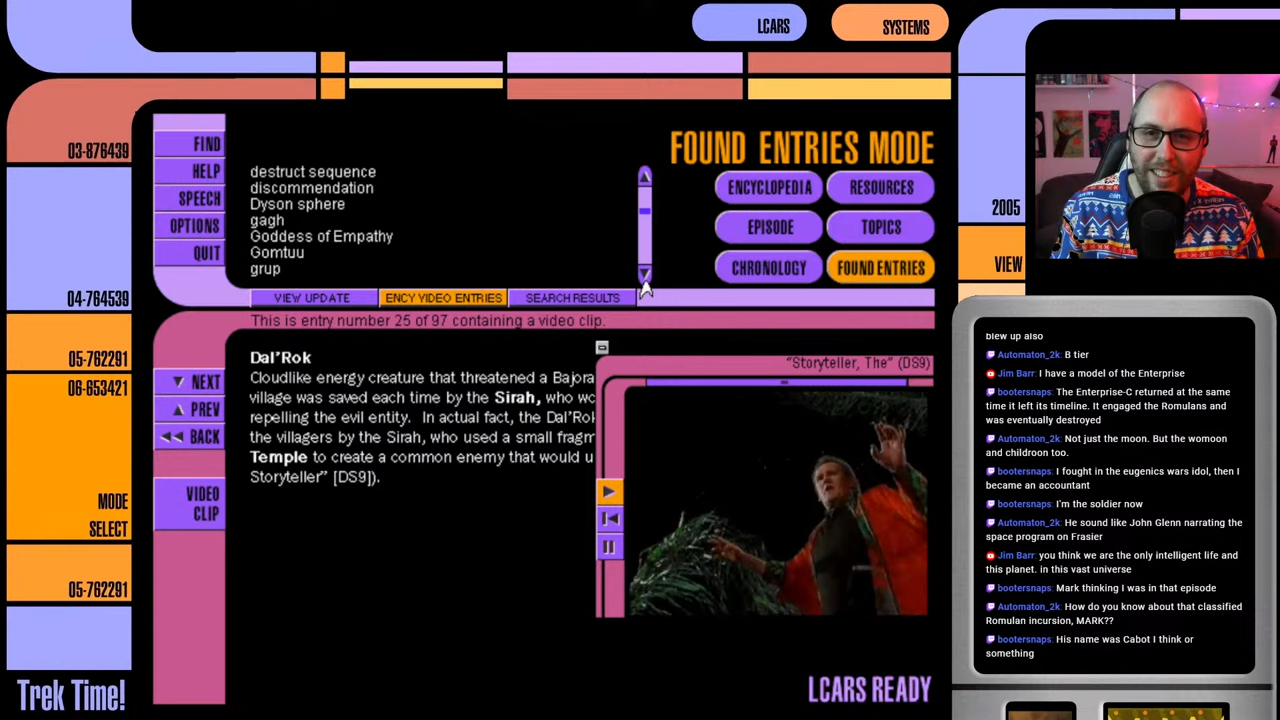 LCARS
SYSTEMS
03-876439
FIND
HELP
SPEECH
OPTIONS
QUIT
destruct sequence
discommendation
Dyson sphere
gagh
Goddess of Empathy
Gomtuu
grup
FOUND ENTRIES MODE
ENCYCLOPEDIA
RESOURCES
EPISODE
TOPICS
CHRONOLOGY
FOUND ENTRIES
2005
VIEW
04-764539
VIEW UPDATE
ENCY VIDEO ENTRIES
SEARCH RESULTS
This is entry number 25 of 97 containing a video clip.
05-762291
06-653421
NEXT
PREV
BACK
VIDEO
CLIP
Dal'Rok
Cloudlike energy creature that threatened a Bajora
village was saved each time by the Sirah, who wo
repelling the evil entity. In actual fact, the Dal'Rok
the villagers by the Sirah, who used a small fragm
Temple to create a common enemy that would u
Storyteller" [DS9]).
"Storyteller, The" (DS9)
MODE
SELECT
05-762291
Trek Time!
LCARS READY
blew up also
Automaton_2k: B tier
Jim Barr: I have a model of the Enterprise
bootersnaps: The Enterprise-C returned at the same
time it left its timeline. It engaged the Romulans and
was eventually destroyed
Automaton_2k: Not just the moon. But the womoon
and childroon too.
bootersnaps: I fought in the eugenics wars idol, then I
became an accountant
bootersnaps: I'm the soldier now
Automaton_2k: He sound like John Glenn narrating the
space program on Frasier
Jim Barr: you think we are the only intelligent life and
this planet. in this vast universe
bootersnaps: Mark thinking I was in that episode
Automaton_2k: How do you know about that classified
Romulan incursion, MARK??
bootersnaps: His name was Cabot I think or
something